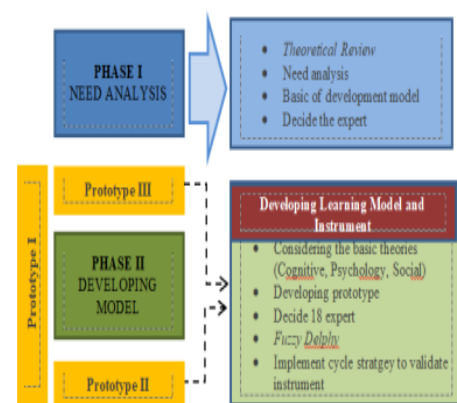 PHASE I
NEED ANALYSIS
Theoretical Review
Need analysis
Basic of development model
Decide the expert
Prototype I
Prototype III
PHASE II
DEVELOPING
MODEL
Prototype II
Developing Learning Model and
Instrument
Considering the basic theories
(Cognitive, Psychology, Social)
Developing prototype
Decide 18 expert
Fuzzy Delphy
Implement cycle stratgey to validate
instrument